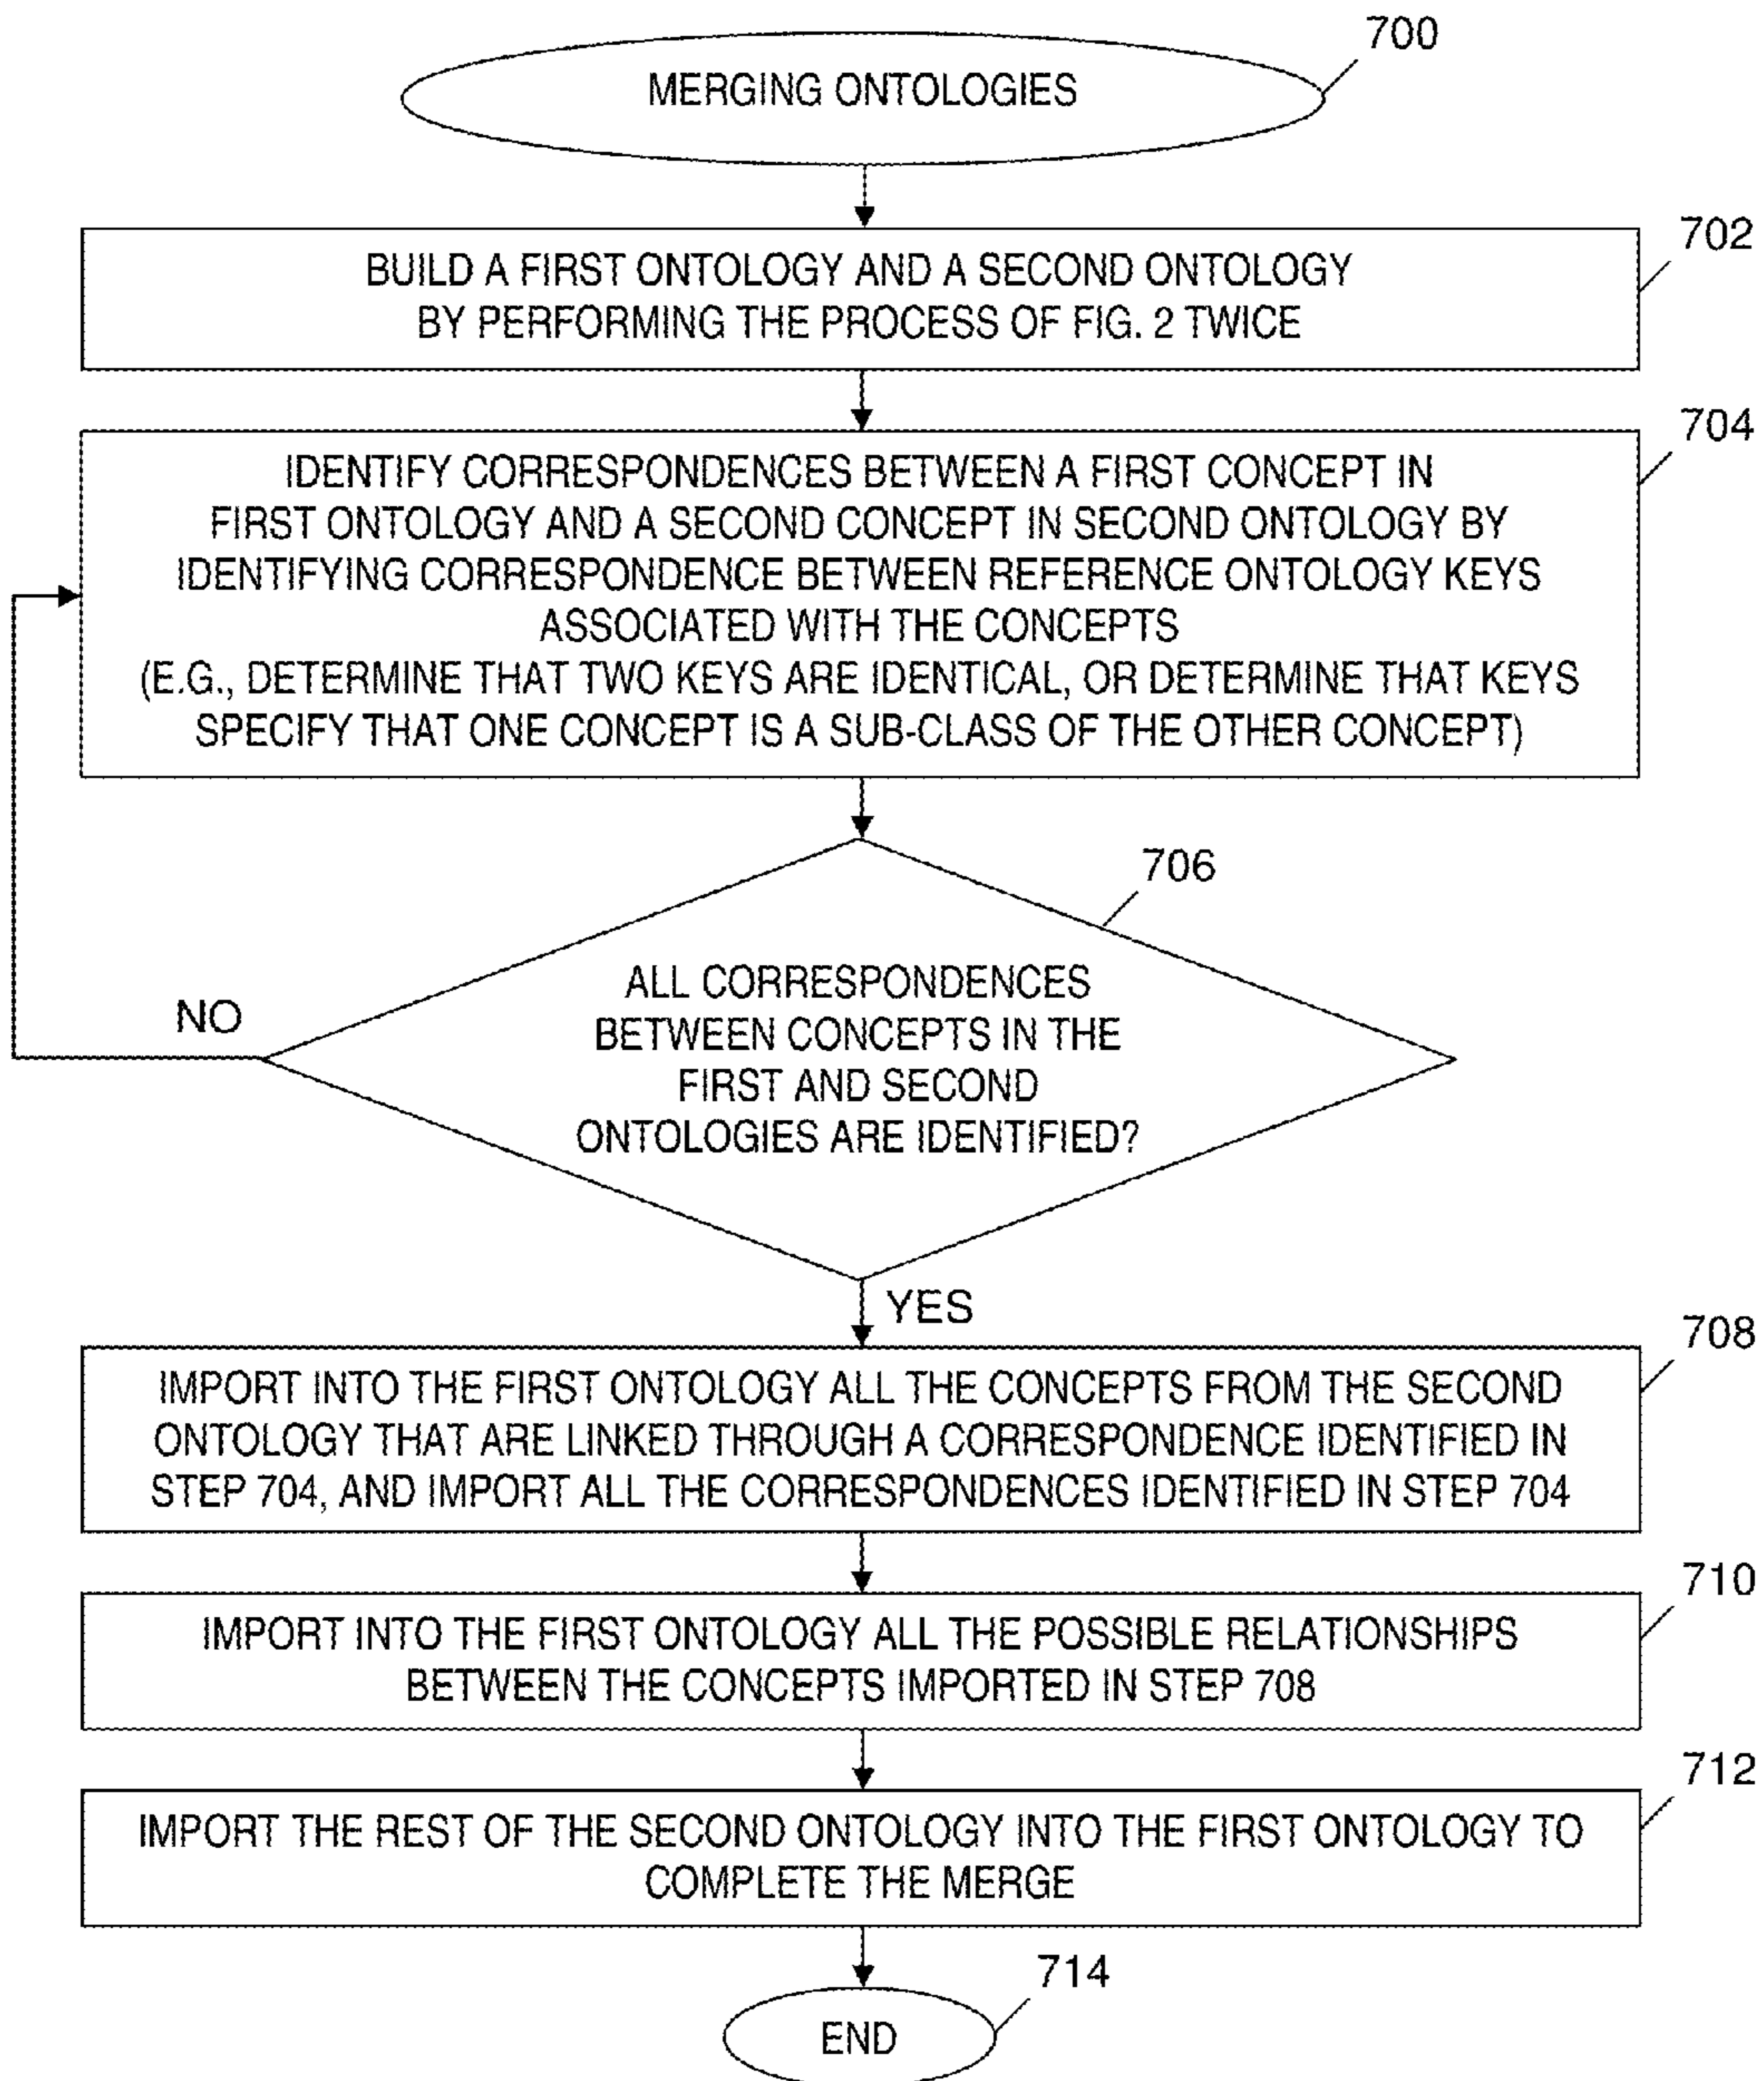 700
MERGING ONTOLOGIES
702
BUILD A FIRST ONTOLOGY AND A SECOND ONTOLOGY
BY PERFORMING THE PROCESS OF FIG. 2 TWICE
704
IDENTIFY CORRESPONDENCES BETWEEN A FIRST CONCEPT IN
FIRST ONTOLOGY AND A SECOND CONCEPT IN SECOND ONTOLOGY BY
IDENTIFYING CORRESPONDENCE BETWEEN REFERENCE ONTOLOGY KEYS
ASSOCIATED WITH THE CONCEPTS
(E.G., DETERMINE THAT TWO KEYS ARE IDENTICAL, OR DETERMINE THAT KEYS
SPECIFY THAT ONE CONCEPT IS A SUB-CLASS OF THE OTHER CONCEPT)
706
ALL CORRESPONDENCES
BETWEEN CONCEPTS IN THE
FIRST AND SECOND
ONTOLOGIES ARE IDENTIFIED?
NO
YES
708
IMPORT INTO THE FIRST ONTOLOGY ALL THE CONCEPTS FROM THE SECOND
ONTOLOGY THAT ARE LINKED THROUGH A CORRESPONDENCE IDENTIFIED IN
STEP 704, AND IMPORT ALL THE CORRESPONDENCES IDENTIFIED IN STEP 704
710
IMPORT INTO THE FIRST ONTOLOGY ALL THE POSSIBLE RELATIONSHIPS
BETWEEN THE CONCEPTS IMPORTED IN STEP 708
712
IMPORT THE REST OF THE SECOND ONTOLOGY INTO THE FIRST ONTOLOGY TO
COMPLETE THE MERGE
714
END